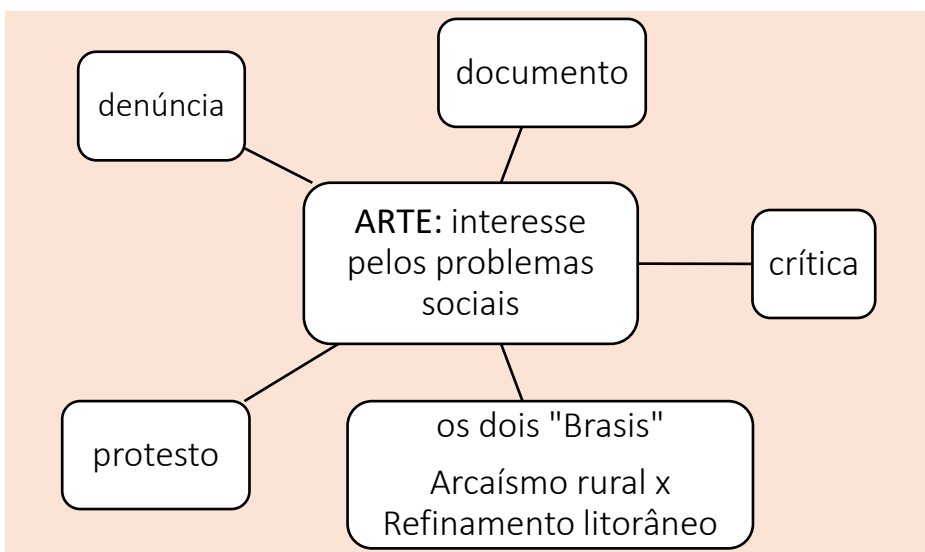 documento
denúncia
ARTE: interesse
pelos problemas
sociais
crítica
protesto
os dois "Brasis"
Arcaísmo rural x
Refinamento litorâneo